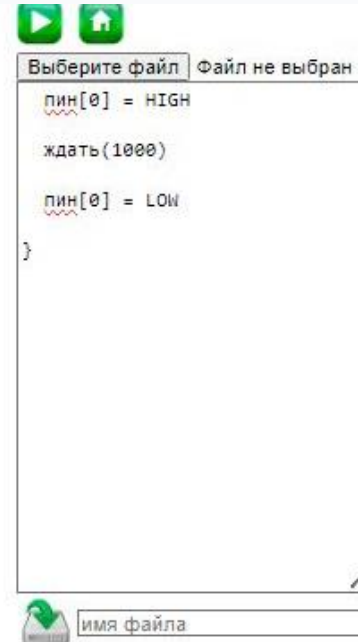 Выберите файл Файл не выбран
пин[0] = HIGH
ждать(1000)
пин[0] = LOW
}
имя файла